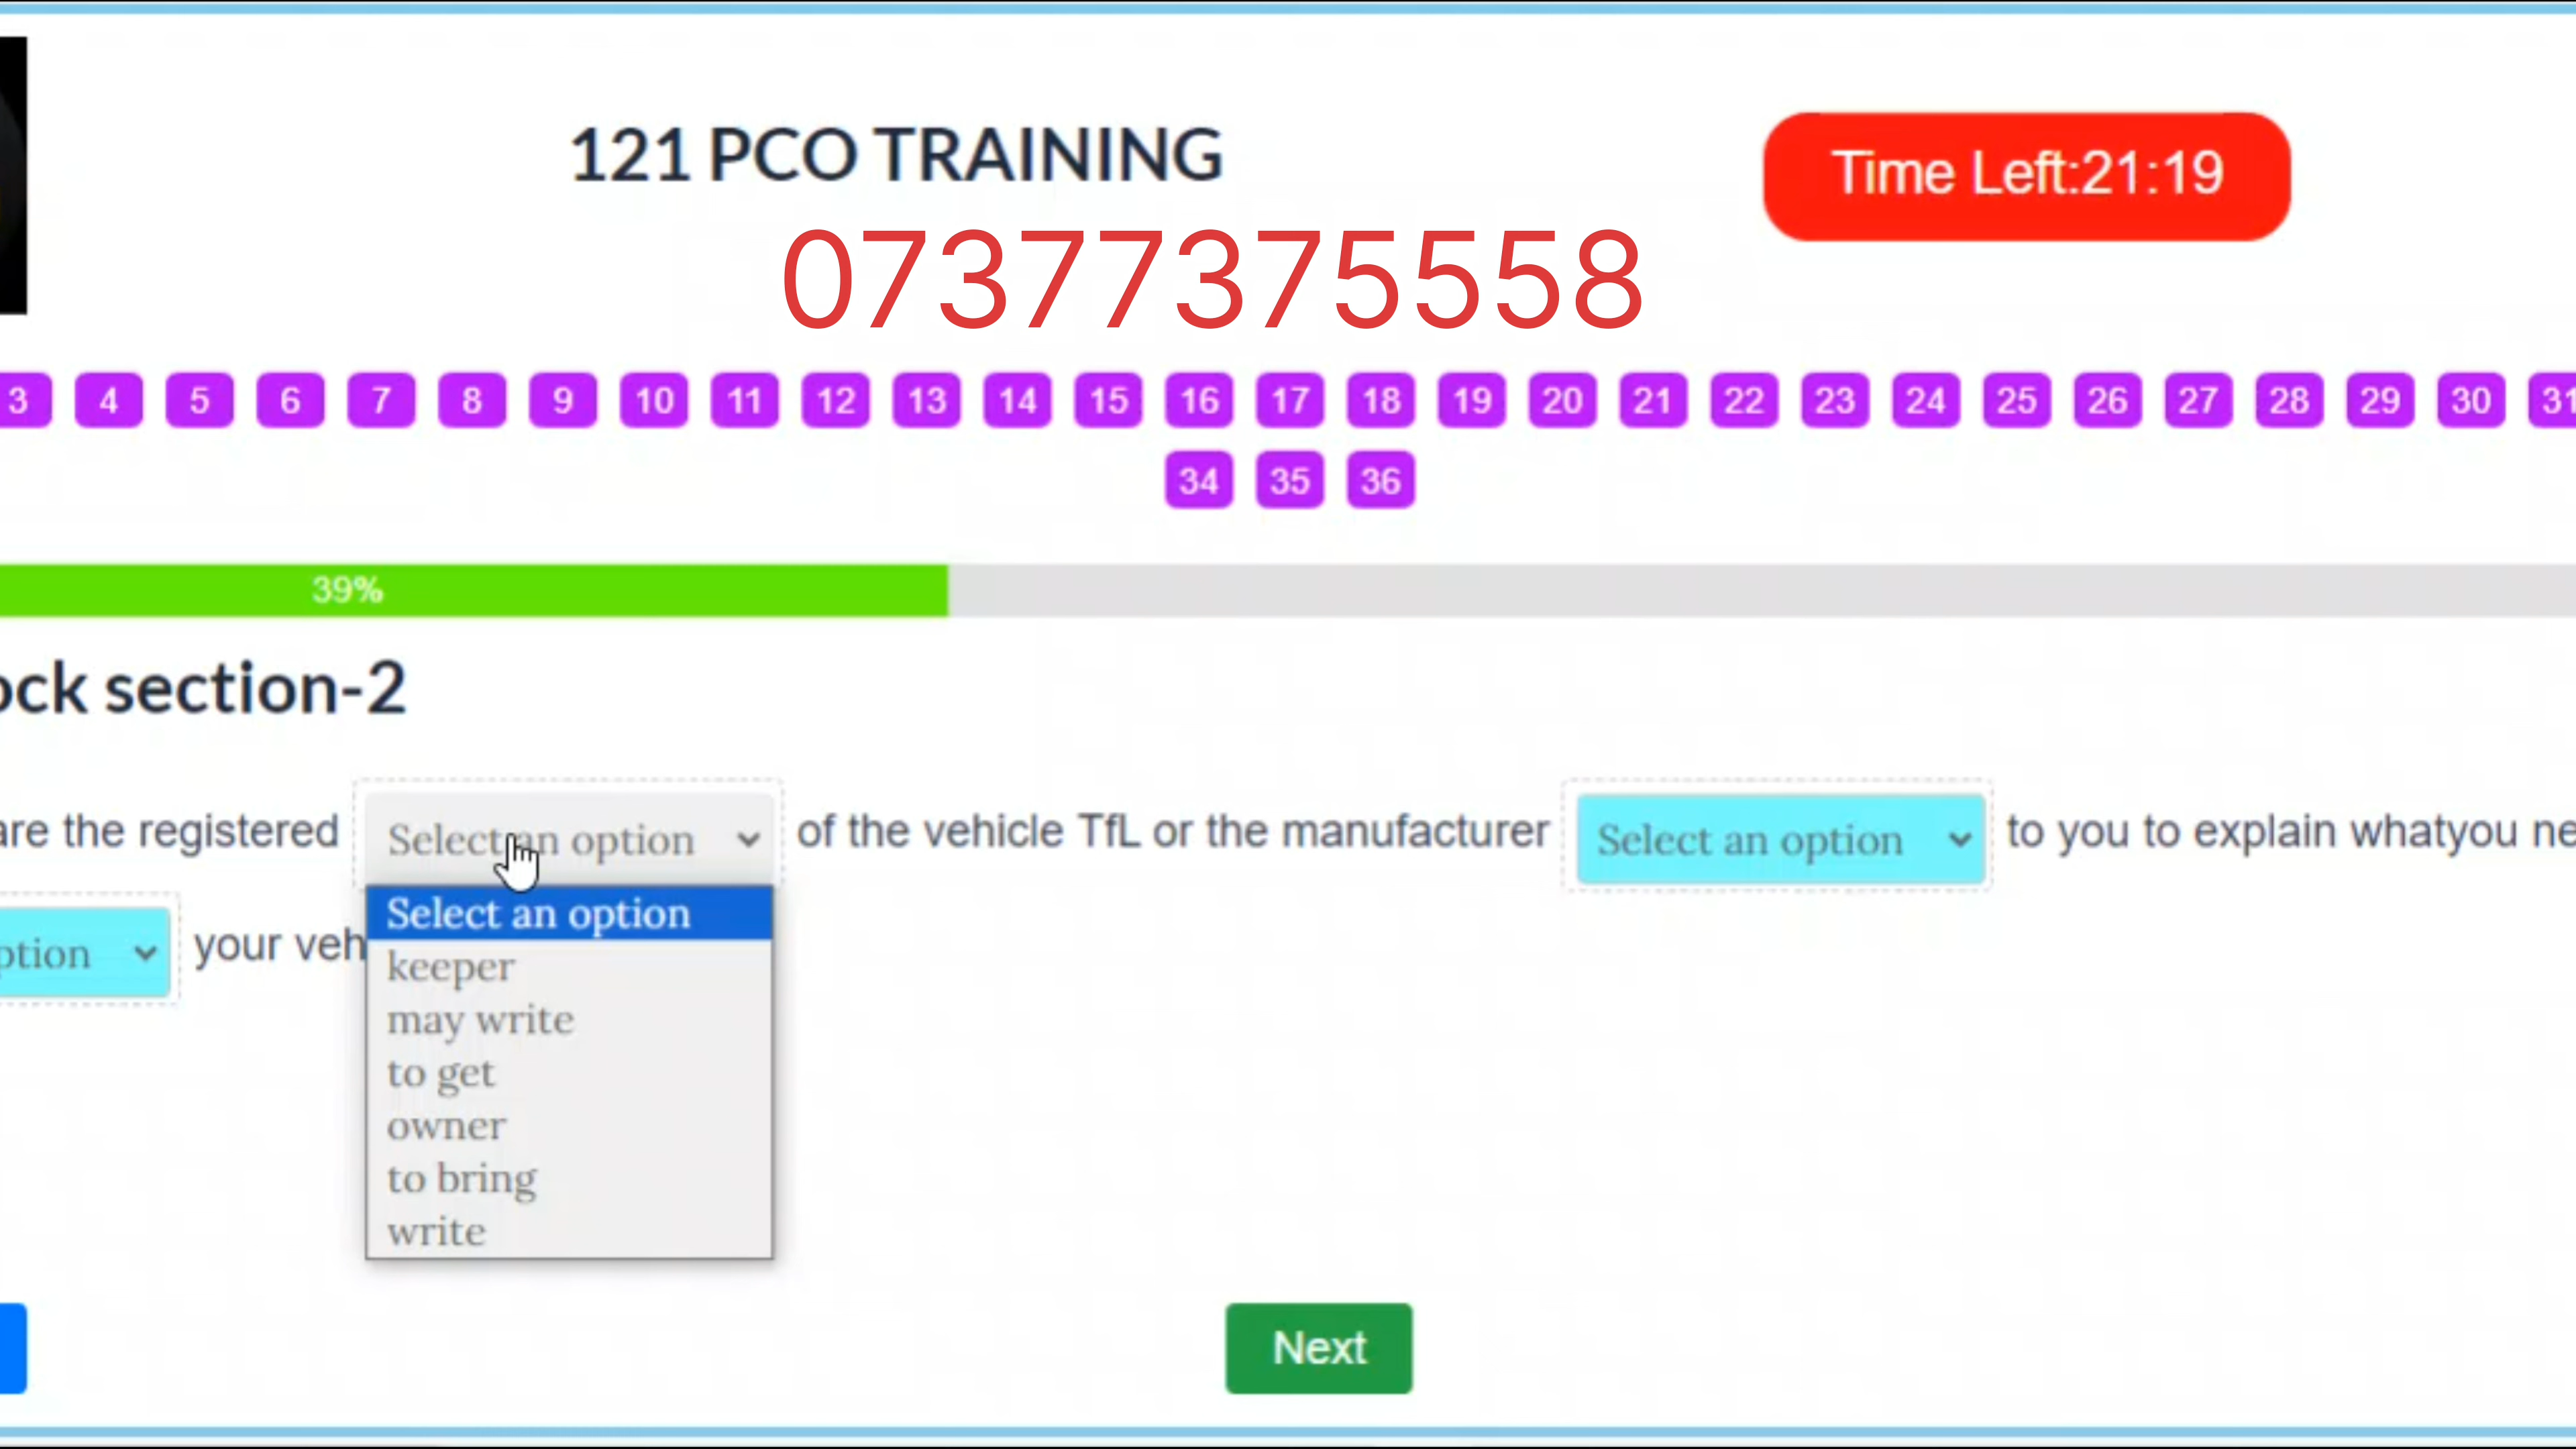 121 PCO TRAINING
Time Left:21:19
07377375558
3 4 5 6 7 8 9 10 11 12 13 14 15 16 17 18 19 20 21 22 23 24 25 26 27 28 29 30 31
34 35 36
39%
ock section-2
are the registered Select an option of the vehicle TfL or the manufacturer Select an option to you to explain whatyou ne
ption your veh
Select an option
keeper
may write
to get
owner
to bring
write
Next